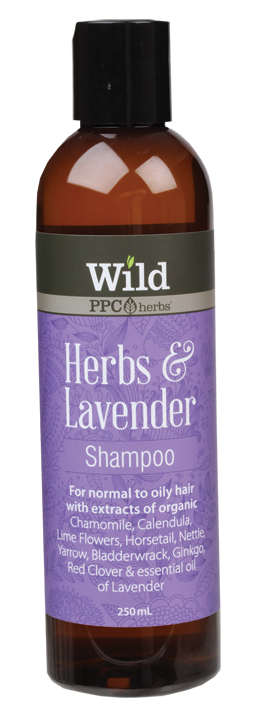 Wild
PPC herbs
Herbs &
Lavender
Shampoo
For normal to oily hair
with extracts of organic
Chamomile, Calendula,
Lime Flowers, Horsetail, Nettle,
Yarrow, Bladderwrack, Ginkgo,
Red Clover & essential oil
of Lavender
250mL